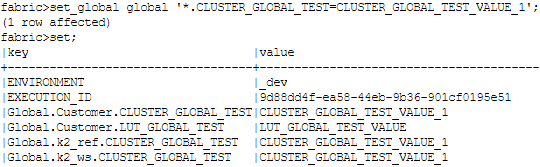 fabric>set_global global '*.CLUSTER_GLOBAL_TEST=CLUSTER_GLOBAL_TEST_VALUE_1';
(1 row affected)
fabric>set;
|key |value
+----------------------------------+--------------------------------------
|ENVIRONMENT |_dev
|EXECUTION_ID |9d88dd4f-ea58-44eb-9b36-901cf0195e51
|Global.Customer.CLUSTER_GLOBAL_TEST|CLUSTER_GLOBAL_TEST_VALUE_1
|Global.Customer.LUT_GLOBAL_TEST |LUT_GLOBAL_TEST_VALUE
|Global.k2_ref.CLUSTER_GLOBAL_TEST |CLUSTER_GLOBAL_TEST_VALUE_1
|Global.k2_ws.CLUSTER_GLOBAL_TEST |CLUSTER_GLOBAL_TEST_VALUE_1